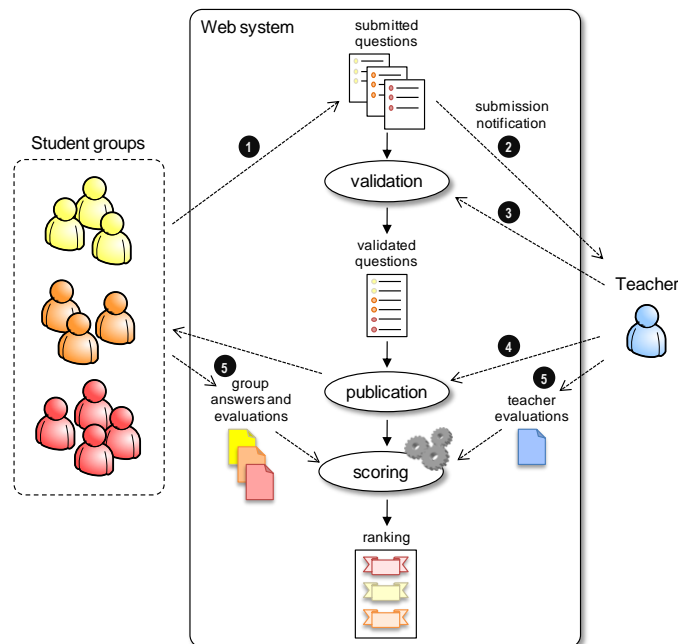 Web system
submitted
questions
submission
notification
Student groups
1
2
validation
3
validated
questions
Teacher
4
5
group
answers and
evaluations
publication
5
teacher
evaluations
scoring
ranking